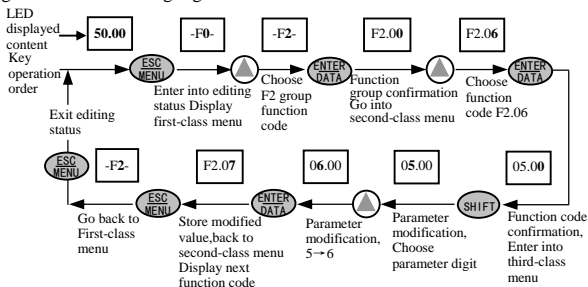 LED
displayed
content
50.00
-F0-
-F2-
F2.00
F2.06
Key
operation
order
ESC
MENU
ENTER
DATA
ENTER
DATA
Enter into editing
status Display
first-class menu
Choose
F2 group
function
code
Function
group confirmation
Go into
second-class menu
Choose
function
code F2.06
Exit editing
status
ESC
MENU
-F2-
F2.07
06.00
05.00
05.00
ESC
MENU
ENTER
DATA
SHIFT
Go back to
First-class
menu
Store modified
value,back to
second-class menu
Display next
function code
Parameter
modification,
5→6
Parameter
modification,
Choose
parameter digit
Function code
confirmation,
Enter into
third-class
menu